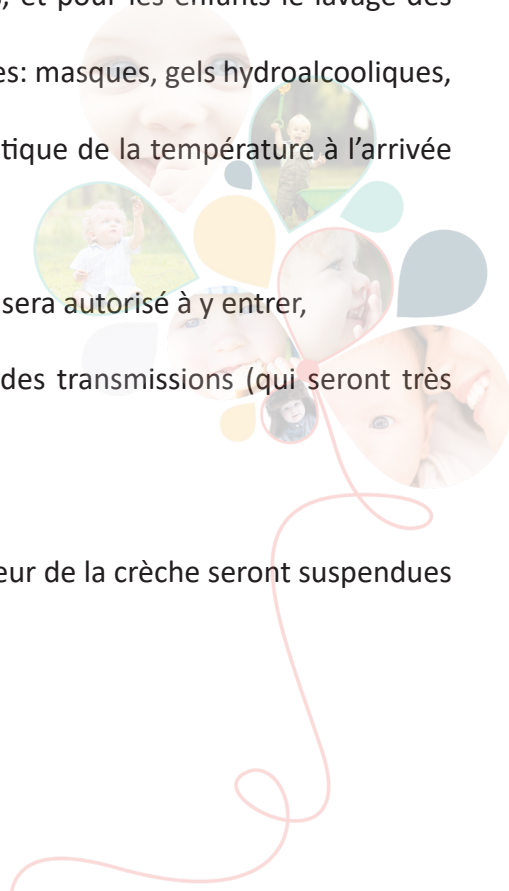 et pour les enfants le lavage des
es: masques, gels hydroalcooliques,
tique de la température à l'arrivée
sera autorisé à y entrer,
des transmissions (qui seront très
eur de la crèche seront suspendues